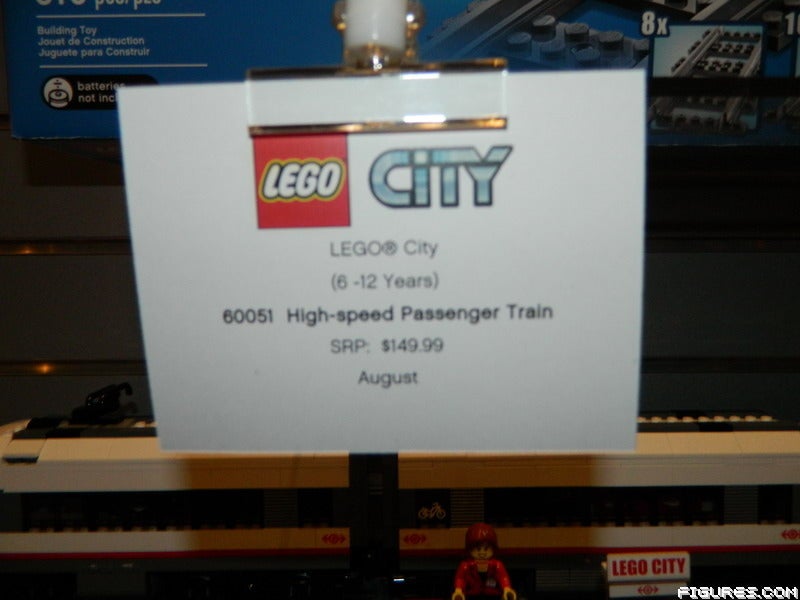 Building Toy
Jouet de Construction
Juguete para Construir
8x
batteries
not incl
LEGO CITY
LEGO® City
(6 -12 Years)
60051 High-speed Passenger Train
SRP: $149.99
August
LEGO CITY
FIGURES.COM